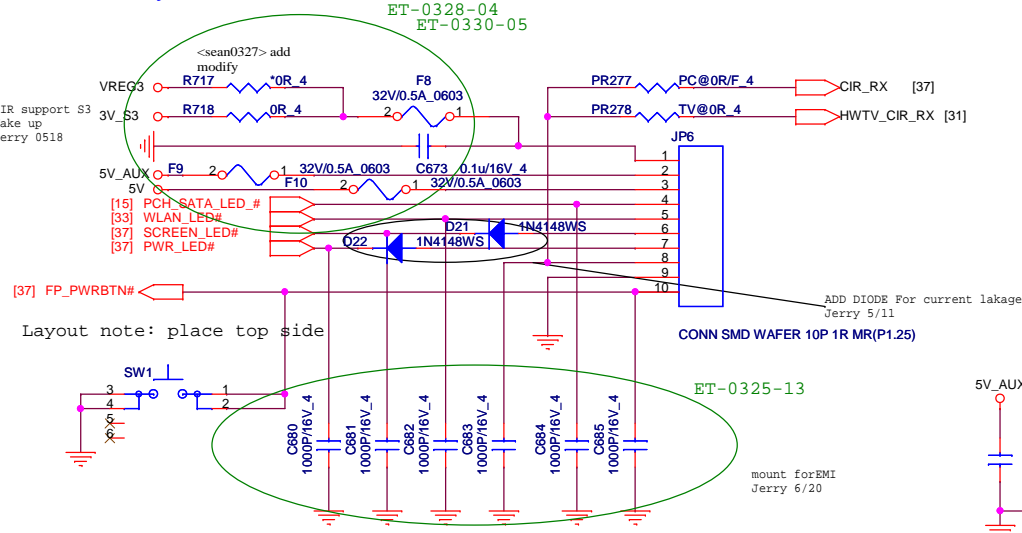 ET-0328-04
ET-0330-05
<sean0327> add
modify
VREG3 R717 *0R_4 F8 PR277 PC@0R/F_4 CIR_RX [37]
32V/0.5A_0603
IR support S3
3V_S3 R718 0R_4 2 1 PR278 TV@0R_4 HWTV_CIR_RX [31]
ake up
erry 0518
JP6
1
5V_AUX F9 2 1 32V/0.5A_0603 C673 0.1u/16V_4 2
5V F10 2 1 32V/0.5A_0603 3
[15] PCH_SATA_LED_# 4
[33] WLAN_LED# 5
[37] SCREEN_LED# D21 1N4148WS 6
[37] PWR_LED# D22 1N4148WS 7
8
9
[37] FP_PWRBTN# 10
ADD DIODE For current lakage
Jerry 5/11
Layout note: place top side
CONN SMD WAFER 10P 1R MR(P1.25)
SW1
ET-0325-13
5V_AUX
3 1
4 2
5
6
C680 1000P/16V_4
C681 1000P/16V_4
C682 1000P/16V_4
C683 1000P/16V_4
C684 1000P/16V_4
C685 1000P/16V_4
mount forEMI
Jerry 6/20